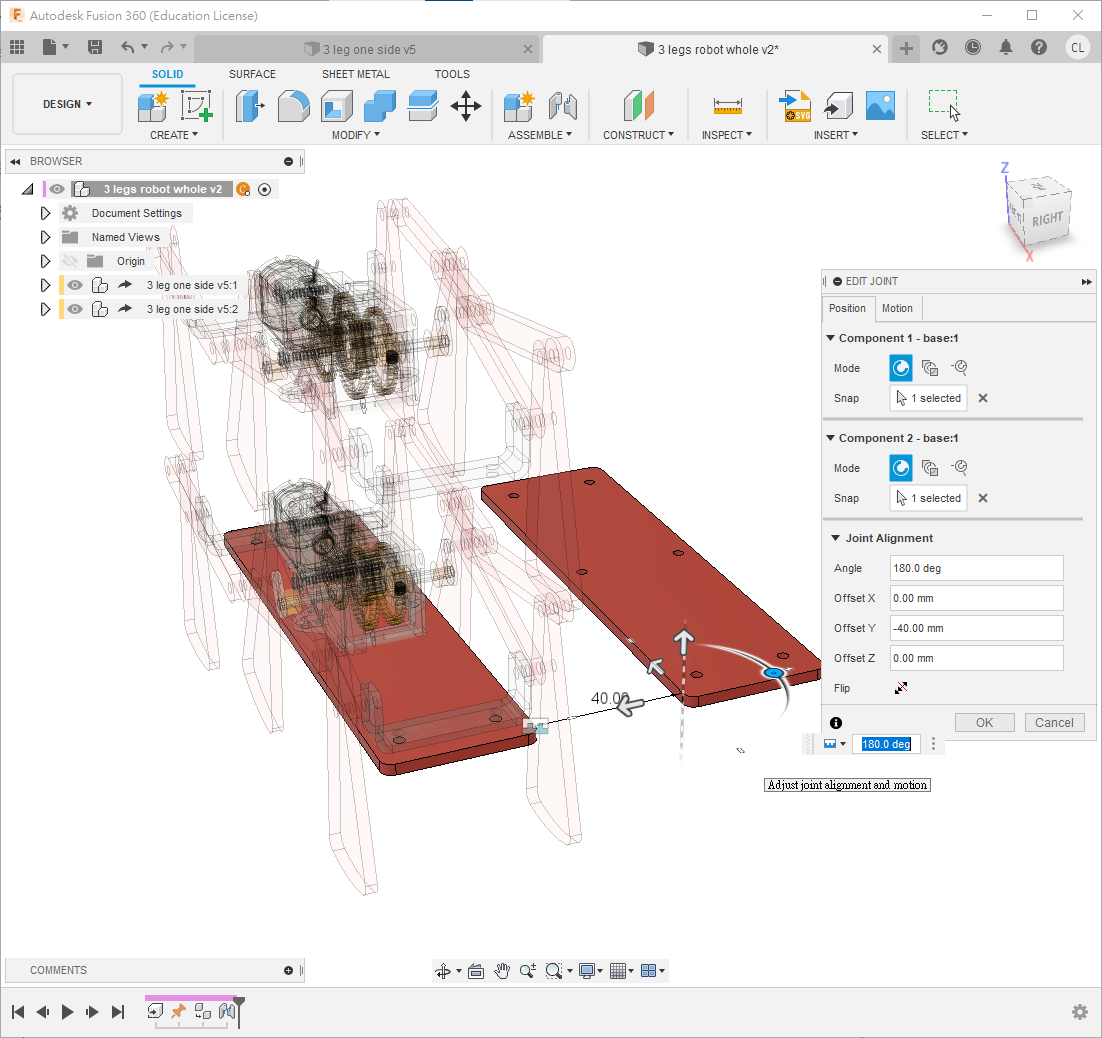 Autodesk Fusion 360 (Education License)
3 leg one side v5
3 legs robot whole v2*
CL
SOLID
SURFACE
SHEET METAL
TOOLS
DESIGN
CREATE
MODIFY
ASSEMBLE
CONSTRUCT
INSPECT
SVG
INSERT
SELECT
BROWSER
3 legs robot whole v2
Document Settings
Named Views
Origin
3 leg one side v5:1
3 leg one side v5:2
Z
RIGHT
X
EDIT JOINT
Position
Motion
Component 1 - base:1
Mode
Snap
1 selected
Component 2 - base:1
Mode
Snap
1 selected
Joint Alignment
Angle
180.0 deg
Offset X
0.00 mm
Offset Y
-40.00 mm
Offset Z
0.00 mm
Flip
OK
Cancel
40.00
180.0 deg
Adjust joint alignment and motion
COMMENTS